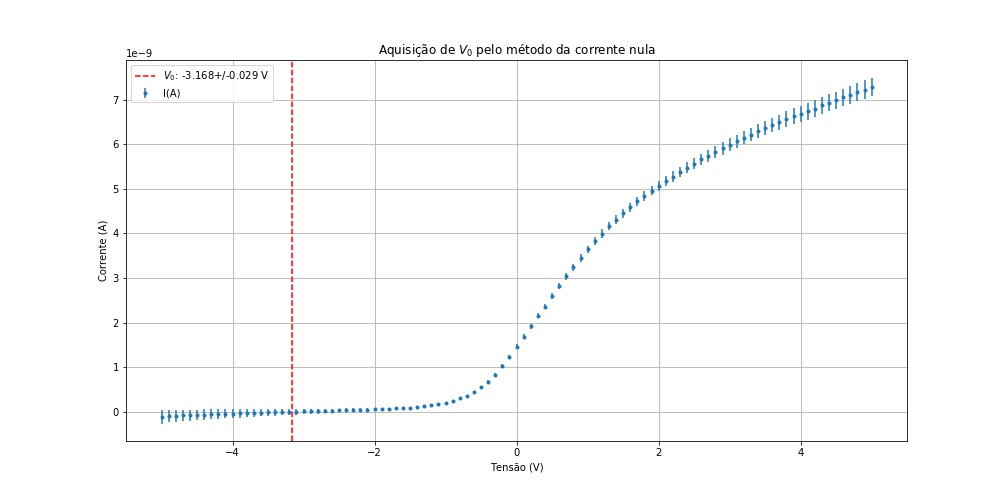 Aquisição de V₀ pelo método da corrente nula
1e−9
V₀: -3.168+/-0.029 V
I(A)
7
6
5
4
3
2
1
0
Corrente (A)
−4
−2
0
2
4
Tensão (V)